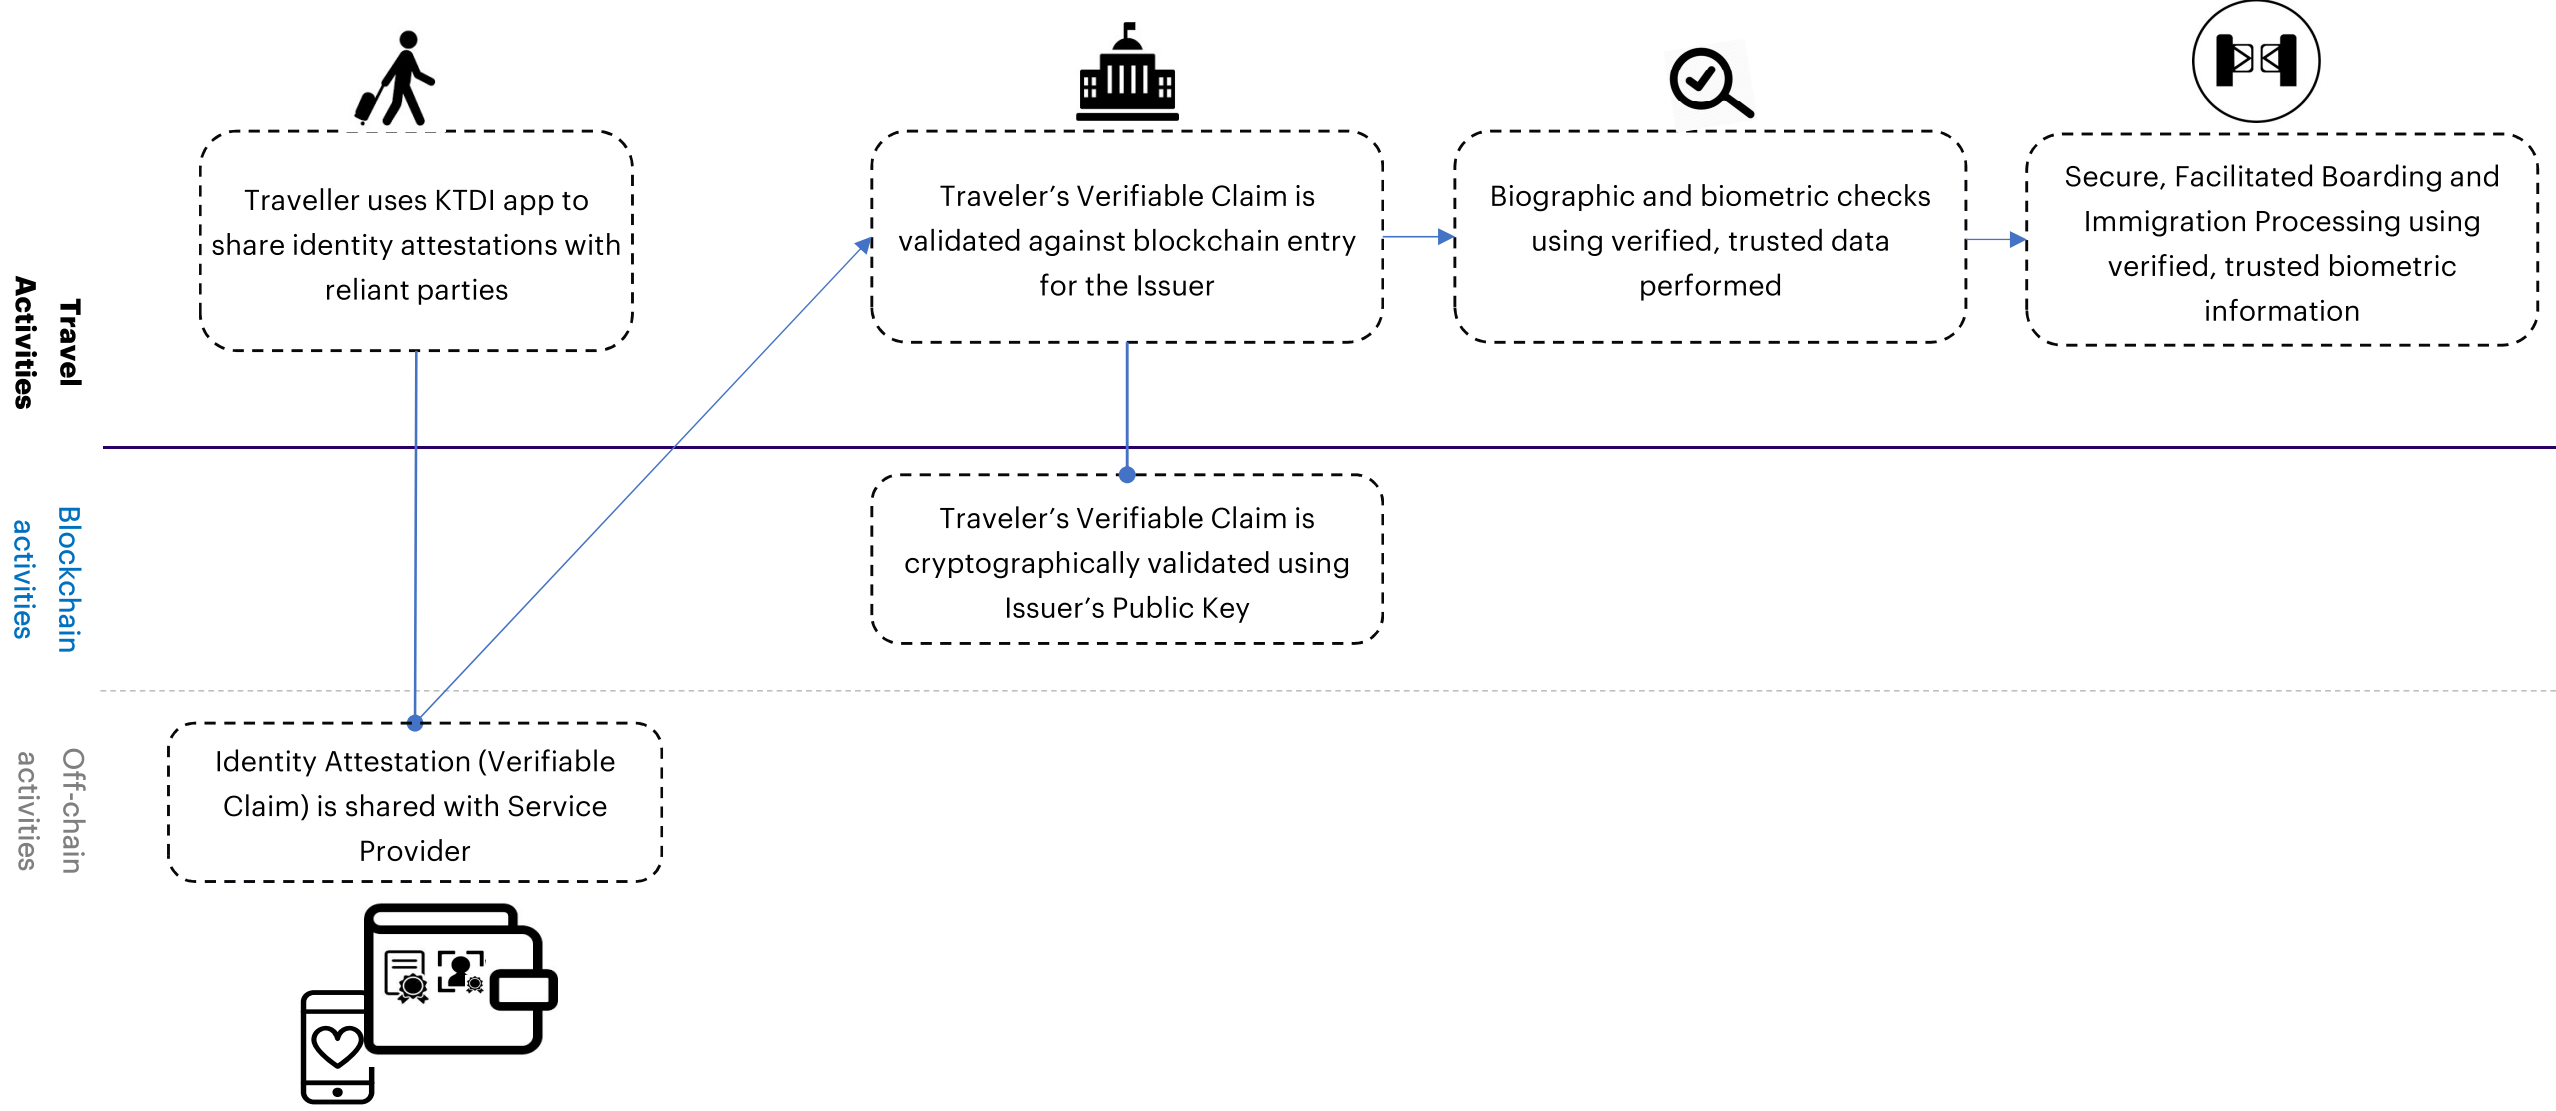 Traveller uses KTDI app to
share identity attestations with
reliant parties
Traveler’s Verifiable Claim is
validated against blockchain entry
for the Issuer
Biographic and biometric checks
using verified, trusted data
performed
Secure, Facilitated Boarding and
Immigration Processing using
verified, trusted biometric
information
Travel
Activities
Traveler’s Verifiable Claim is
cryptographically validated using
Issuer’s Public Key
Blockchain
activities
Identity Attestation (Verifiable
Claim) is shared with Service
Provider
Off-chain
activities